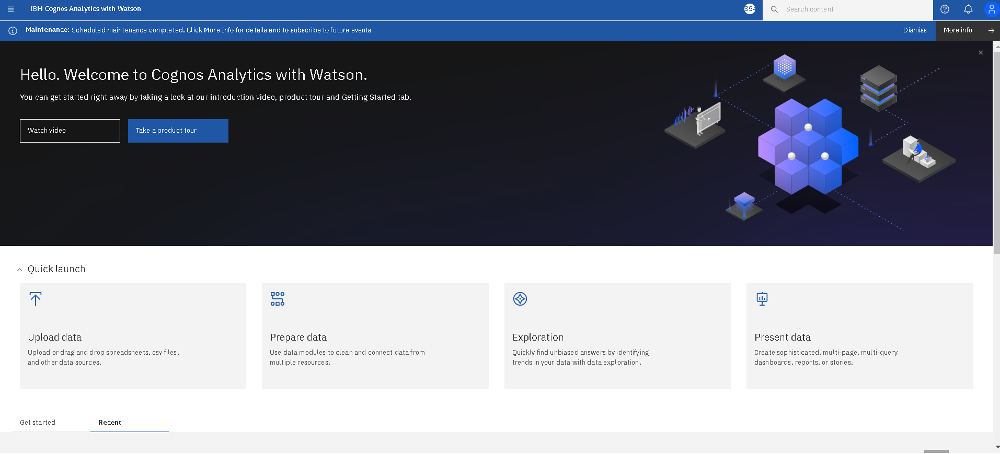 IBM Cognos Analytics with Watson
354
Search content
Maintenance: Scheduled maintenance completed. Click More Info for details and to subscribe to future events
Dismiss
More info
Hello. Welcome to Cognos Analytics with Watson.
You can get started right away by taking a look at our introduction video, product tour and Getting Started tab.
Watch video
Take a product tour
Quick launch
Upload data
Upload or drag and drop spreadsheets, csv files,
and other data sources.
Prepare data
Use data modules to clean and connect data from
multiple resources.
Exploration
Quickly find unbiased answers by identifying
trends in your data with data exploration.
Present data
Create sophisticated, multi-page, multi-query
dashboards, reports, or stories.
Get started
Recent